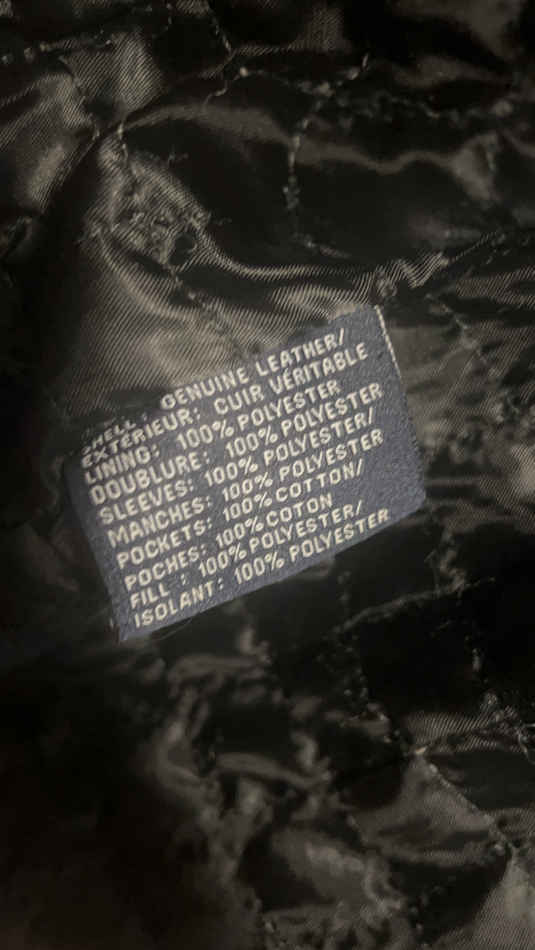 SHELL: GENUINE LEATHER/
EXTÉRIEUR: CUIR VÉRITABLE
LINING: 100% POLYESTER
DOUBLURE: 100% POLYESTER
SLEEVES: 100% POLYESTER/
MANCHES: 100% POLYESTER
POCKETS: 100% COTTON/
POCHES: 100% COTON
FILL : 100% POLYESTER/
ISOLANT: 100% POLYESTER